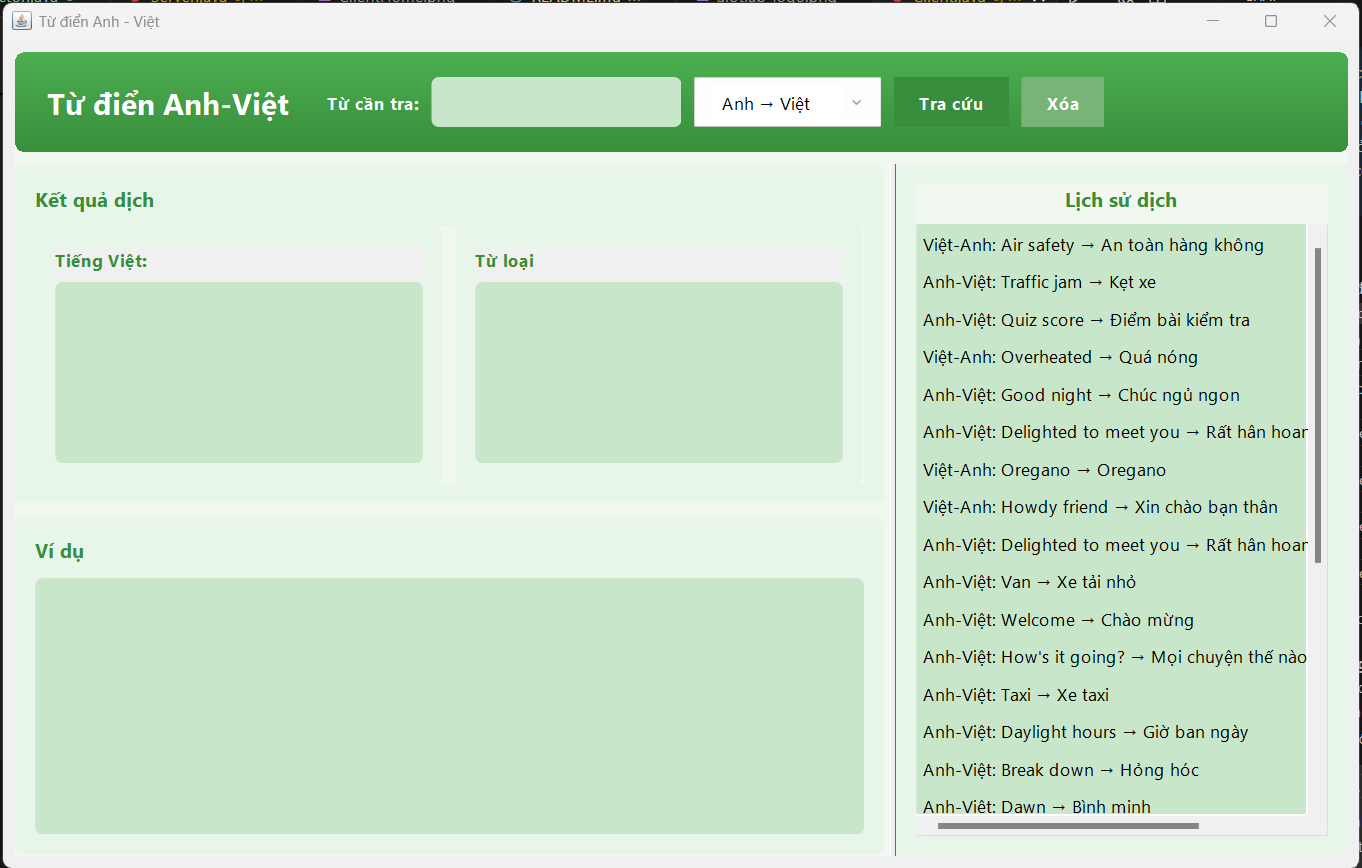 Từ điển Anh - Việt
Từ điển Anh-Việt
Từ cần tra:
Anh → Việt
Tra cứu
Xóa
Kết quả dịch
Tiếng Việt:
Từ loại
Ví dụ
Lịch sử dịch
Việt-Anh: Air safety → An toàn hàng không
Anh-Việt: Traffic jam → Kẹt xe
Anh-Việt: Quiz score → Điểm bài kiểm tra
Việt-Anh: Overheated → Quá nóng
Anh-Việt: Good night → Chúc ngủ ngon
Anh-Việt: Delighted to meet you → Rất hân hoan
Việt-Anh: Oregano → Oregano
Việt-Anh: Howdy friend → Xin chào bạn thân
Anh-Việt: Delighted to meet you → Rất hân hoan
Anh-Việt: Van → Xe tải nhỏ
Anh-Việt: Welcome → Chào mừng
Anh-Việt: How's it going? → Mọi chuyện thế nào
Anh-Việt: Taxi → Xe taxi
Anh-Việt: Daylight hours → Giờ ban ngày
Anh-Việt: Break down → Hỏng hóc
Anh-Việt: Dawn → Bình minh